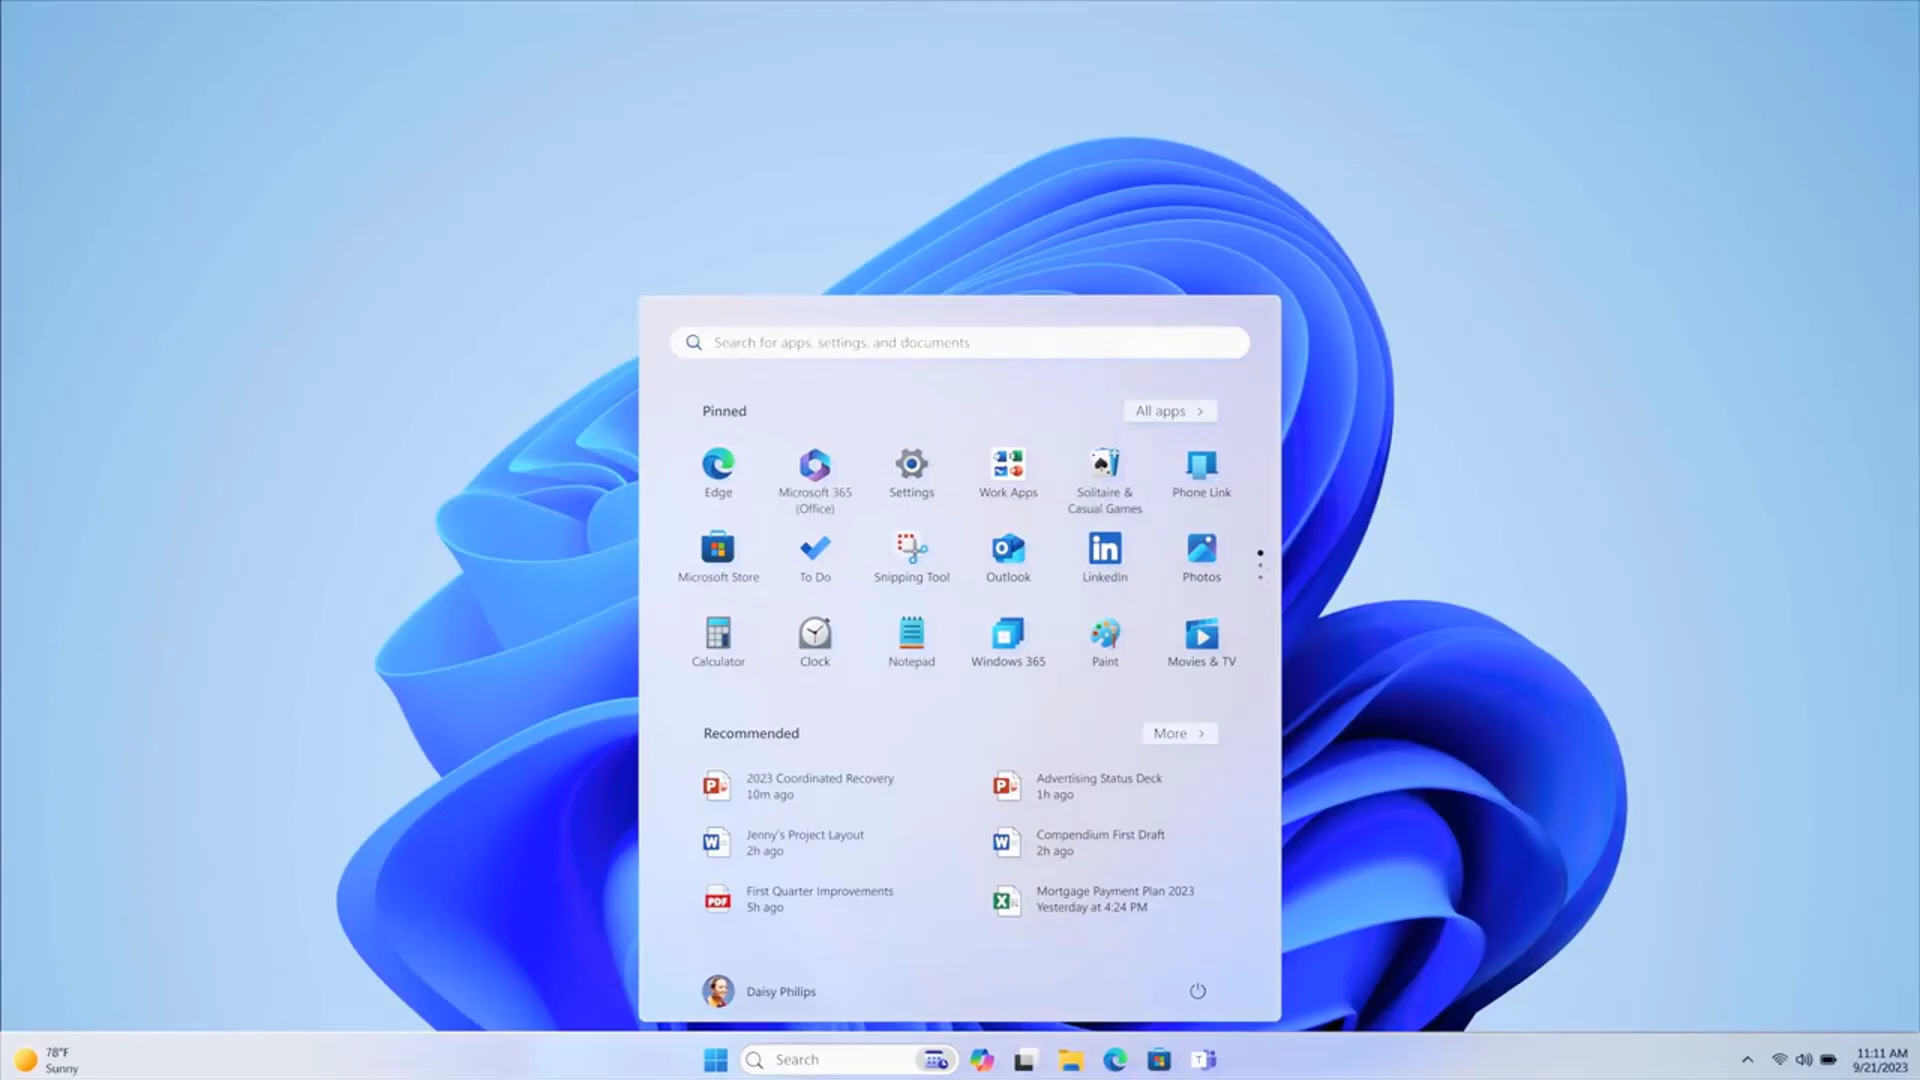 Search for apps, settings, and documents
Pinned
All apps
Edge
Microsoft 365
(Office)
Settings
Work Apps
Solitaire &
Casual Games
Phone Link
Microsoft Store
To Do
Snipping Tool
Outlook
LinkedIn
Photos
Calculator
Clock
Notepad
Windows 365
Paint
Movies & TV
Recommended
More
2023 Coordinated Recovery
10m ago
Advertising Status Deck
1h ago
Jenny's Project Layout
2h ago
Compendium First Draft
2h ago
First Quarter Improvements
5h ago
Mortgage Payment Plan 2023
Yesterday at 4:24 PM
Daisy Philips
78°F
Sunny
Search
11:11 AM
9/21/2023